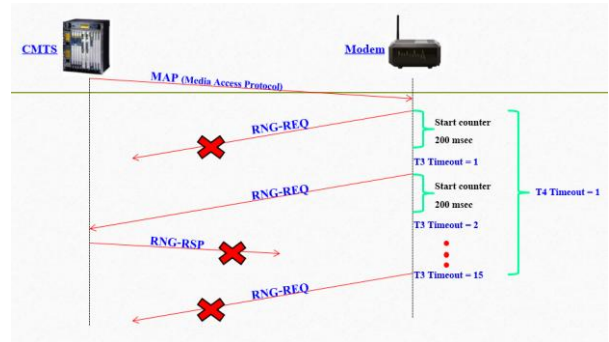 CMTS
Modem
MAP (Media Access Protocol)
RNG-REQ
Start counter
200 msec
T3 Timeout = 1
T4 Timeout = 1
RNG-REQ
Start counter
200 msec
T3 Timeout = 2
RNG-RSP
T3 Timeout = 15
RNG-REQ